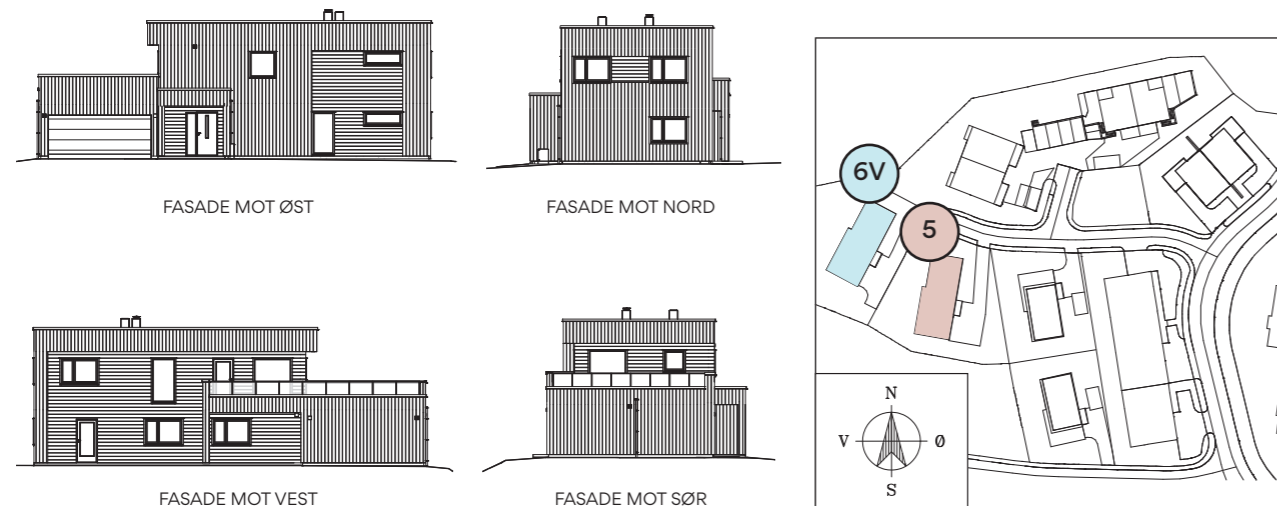 FASADE MOT ØST
FASADE MOT NORD
FASADE MOT VEST
FASADE MOT SØR
6V
5
N
V
Ø
S